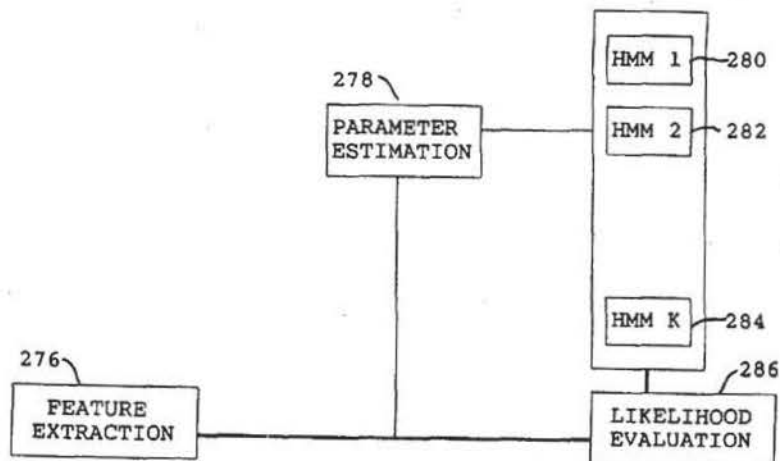 HMM 1
280
278
PARAMETER
ESTIMATION
HMM 2
282
HMM K
284
276
286
FEATURE
EXTRACTION
LIKELIHOOD
EVALUATION